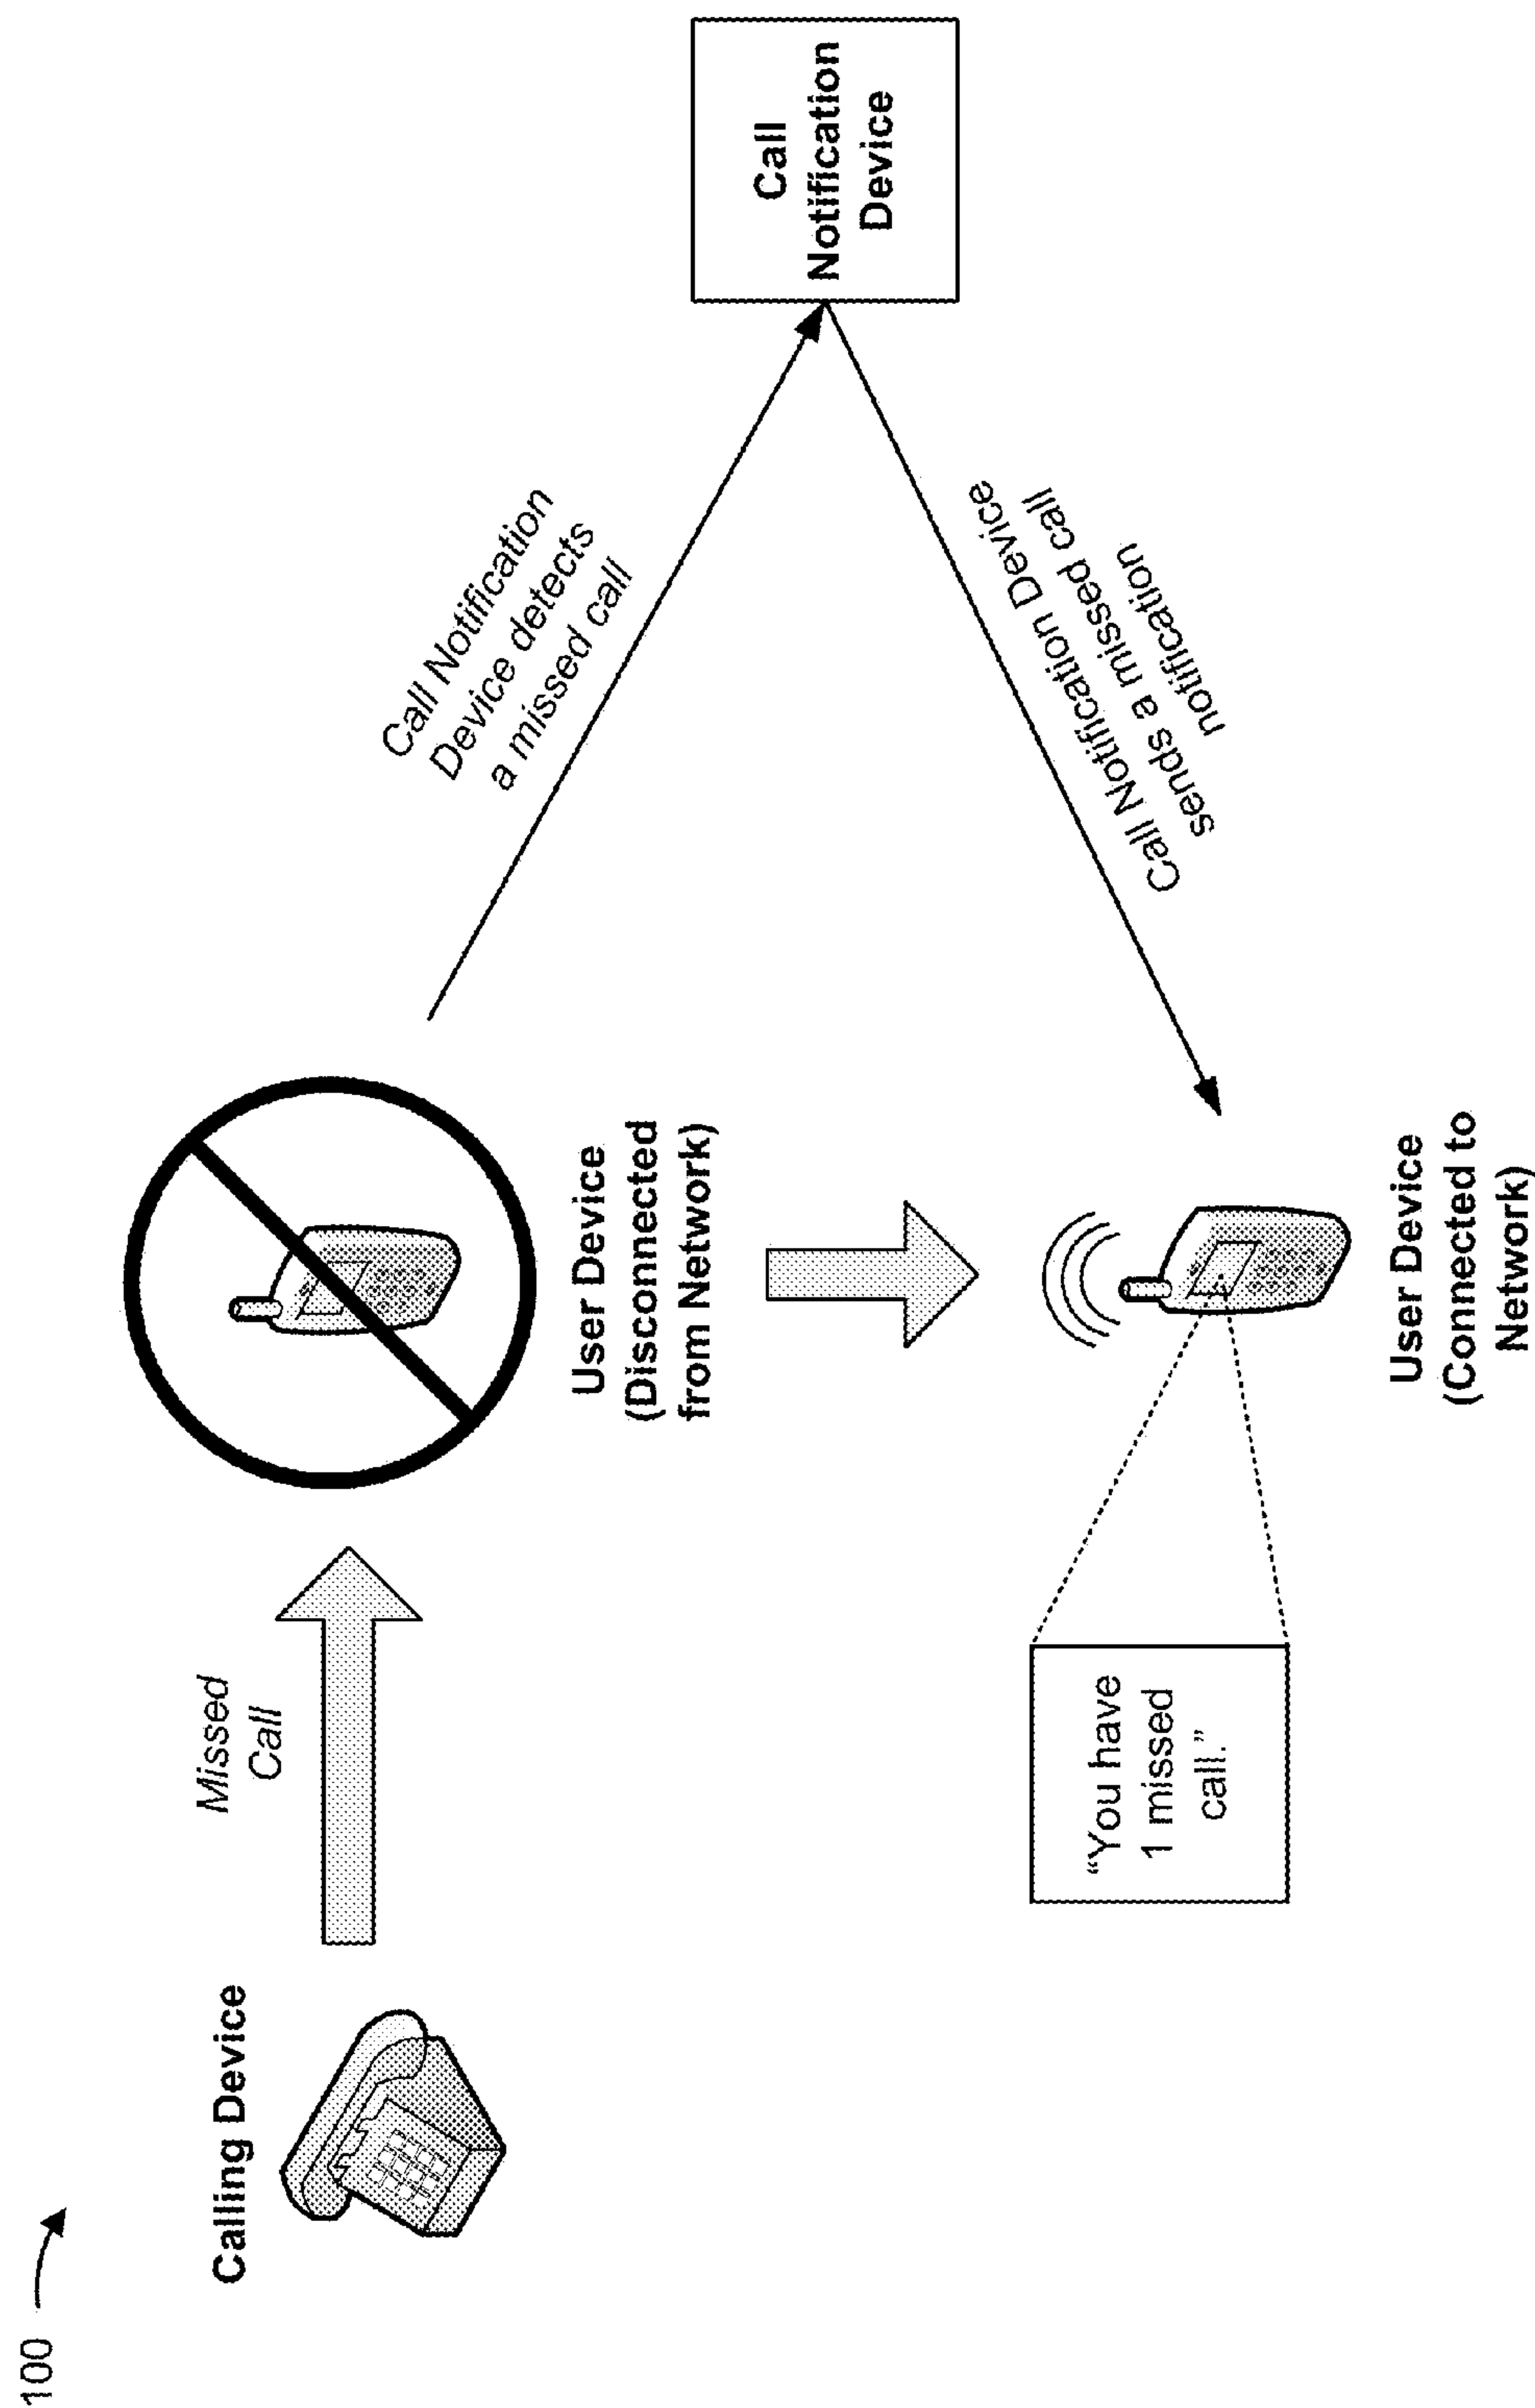 100
Calling Device
Missed
Call
User Device
(Disconnected
from Network)
Call Notification
Device detects
a missed call
Call
Notification
Device
Call Notification Device
sends a missed call
notification
“You have
1 missed
call.”
User Device
(Connected to
Network)